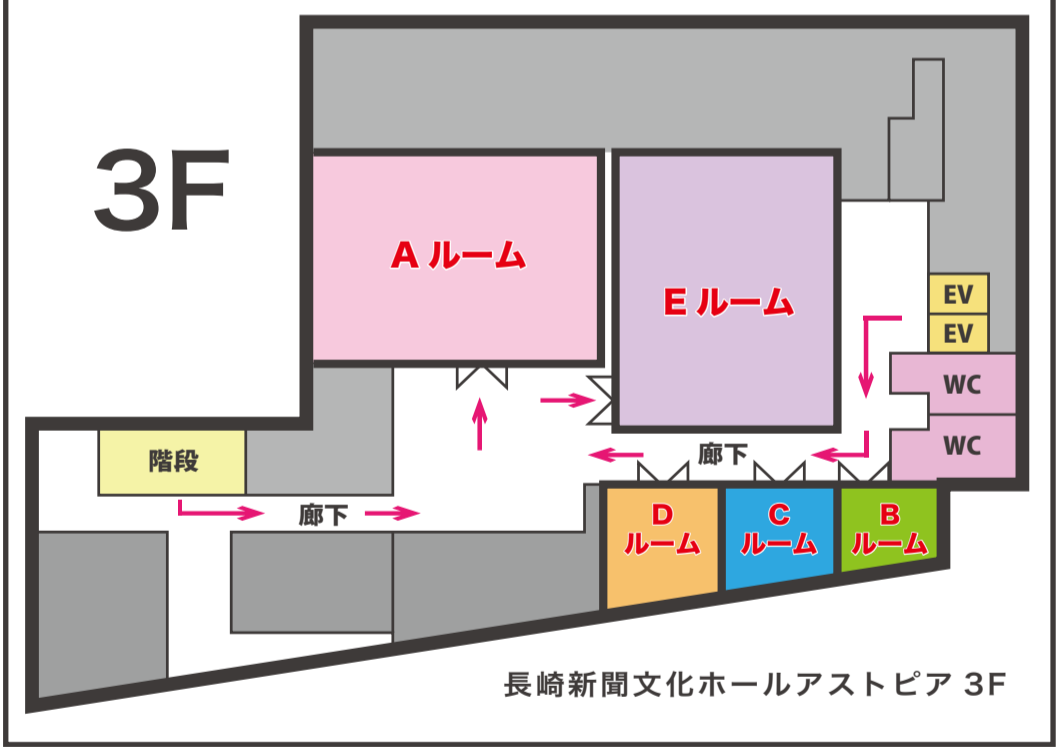 3F
A ルーム
E ルーム
EV
EV
WC
WC
階段
廊下
廊下
D
ルーム
C
ルーム
B
ルーム
長崎新聞文化ホールアストピア 3F